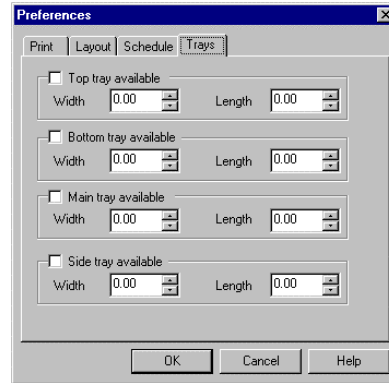 Preferences
Print Layout Schedule Trays
Top tray available
Width 0.00 Length 0.00
Bottom tray available
Width 0.00 Length 0.00
Main tray available
Width 0.00 Length 0.00
Side tray available
Width 0.00 Length 0.00
OK Cancel Help